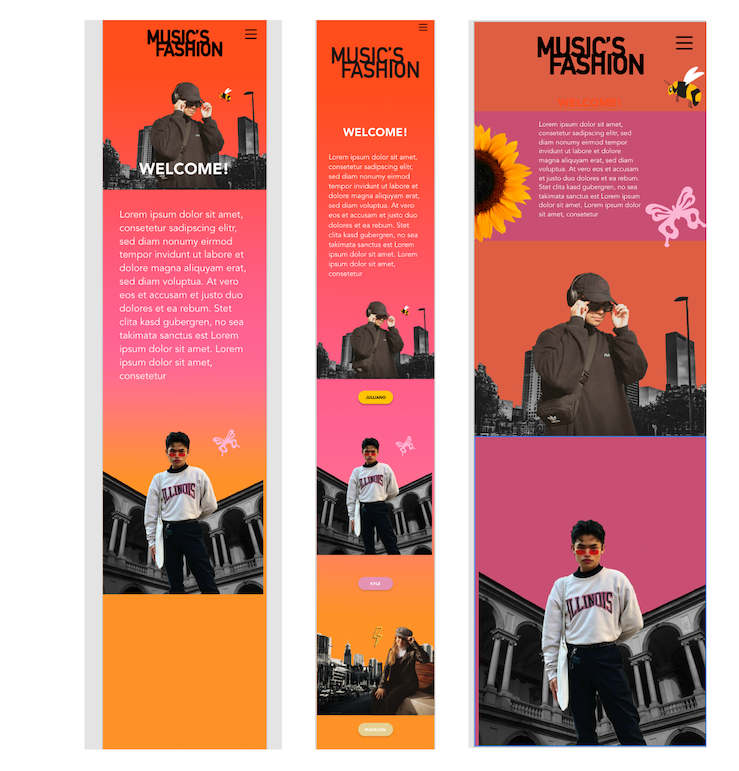 MUSIC'S
FASHION
WELCOME!
Lorem ipsum dolor sit amet,
consetetur sadipscing elitr,
sed diam nonumy eirmod
tempor invidunt ut labore et
dolore magna aliquyam erat,
sed diam voluptua. At vero
eos et accusam et justo duo
dolores et ea rebum. Stet
clita kasd gubergren, no sea
takimata sanctus est Lorem
ipsum dolor sit amet. Lorem
ipsum dolor sit amet,
consetetur
ILLINOIS
MUSIC'S
FASHION
WELCOME!
Lorem ipsum dolor sit amet,
consetetur sadipscing elitr,
sed diam nonumy eirmod
tempor invidunt ut labore et
dolore magna aliquyam erat,
sed diam voluptua. At vero
eos et accusam et justo duo
dolores et ea rebum. Stet
clita kasd gubergren, no sea
takimata sanctus est Lorem
ipsum dolor sit amet. Lorem
ipsum dolor sit amet,
consetetur
JULLIANO
ILLINOIS
KYLE
MUSIC'S
FASHION
WELCOME!
Lorem ipsum dolor sit amet,
consetetur sadipscing elitr,
sed diam nonumy eirmod
tempor invidunt ut labore et dolore
magna aliquyam erat, sed diam
voluptua. At vero eos et accusam
et justo duo dolores et ea rebum.
Stet clita kasd gubergren, no sea
takimata sanctus est Lorem ipsum
dolor sit amet. Lorem ipsum dolor
sit amet, consetetur
ILLINOIS